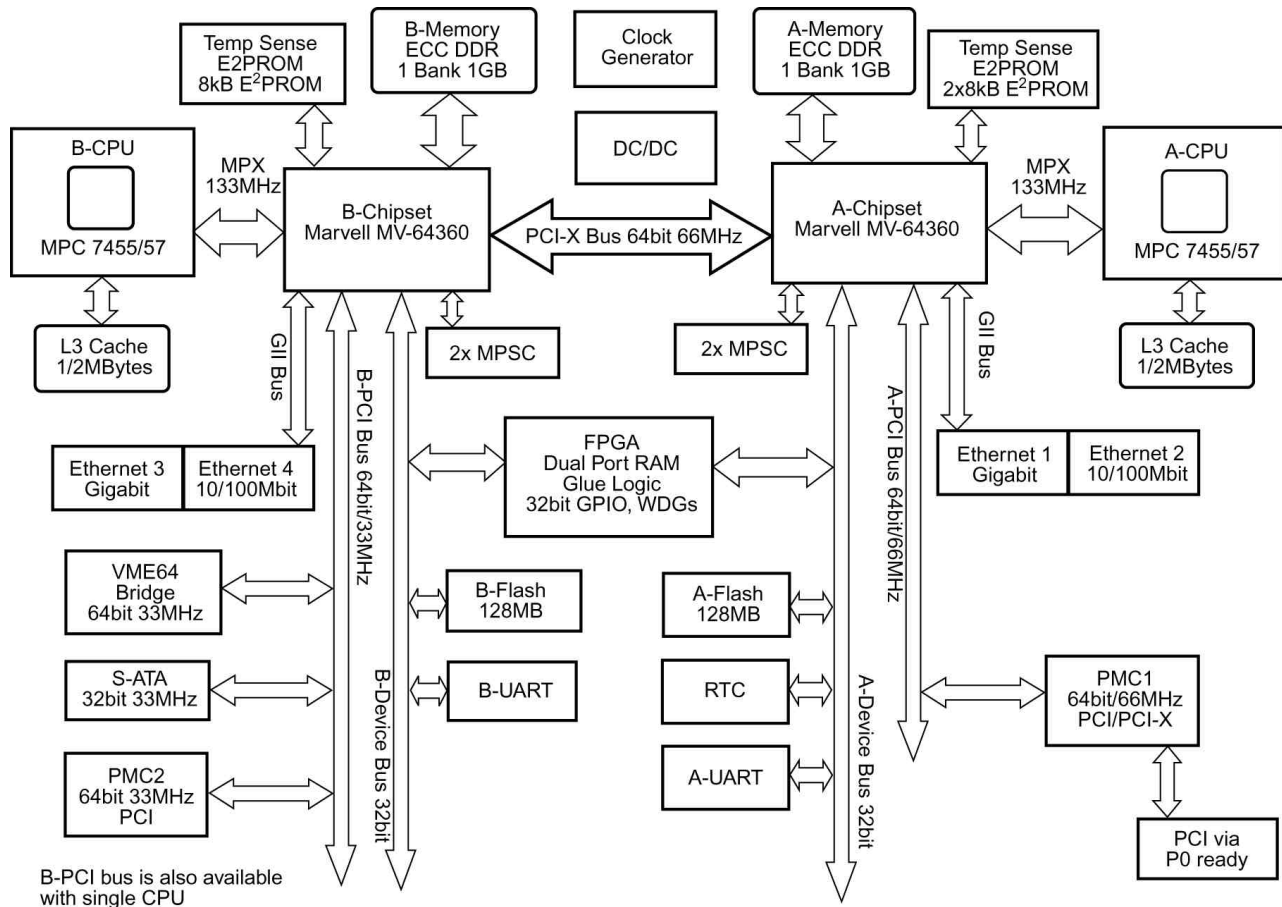 Temp Sense
E2PROM
8kB E²PROM
B-Memory
ECC DDR
1 Bank 1GB
Clock
Generator
A-Memory
ECC DDR
1 Bank 1GB
Temp Sense
E2PROM
2x8kB E²PROM
B-CPU
MPC 7455/57
MPX
133MHz
DC/DC
MPX
133MHz
A-CPU
MPC 7455/57
B-Chipset
Marvell MV-64360
PCI-X Bus 64bit 66MHz
A-Chipset
Marvell MV-64360
L3 Cache
1/2MBytes
GII Bus
B-PCI Bus 64bit/33MHz
2x MPSC
2x MPSC
A-PCI Bus 64bit/66MHz
GII Bus
L3 Cache
1/2MBytes
Ethernet 3
Gigabit
Ethernet 4
10/100Mbit
FPGA
Dual Port RAM
Glue Logic
32bit GPIO, WDGs
Ethernet 1
Gigabit
Ethernet 2
10/100Mbit
VME64
Bridge
64bit 33MHz
B-Flash
128MB
A-Flash
128MB
S-ATA
32bit 33MHz
B-Device Bus 32bit
B-UART
RTC
A-Device Bus 32bit
PMC1
64bit/66MHz
PCI/PCI-X
PMC2
64bit 33MHz
PCI
A-UART
PCI via
P0 ready
B-PCI bus is also available
with single CPU